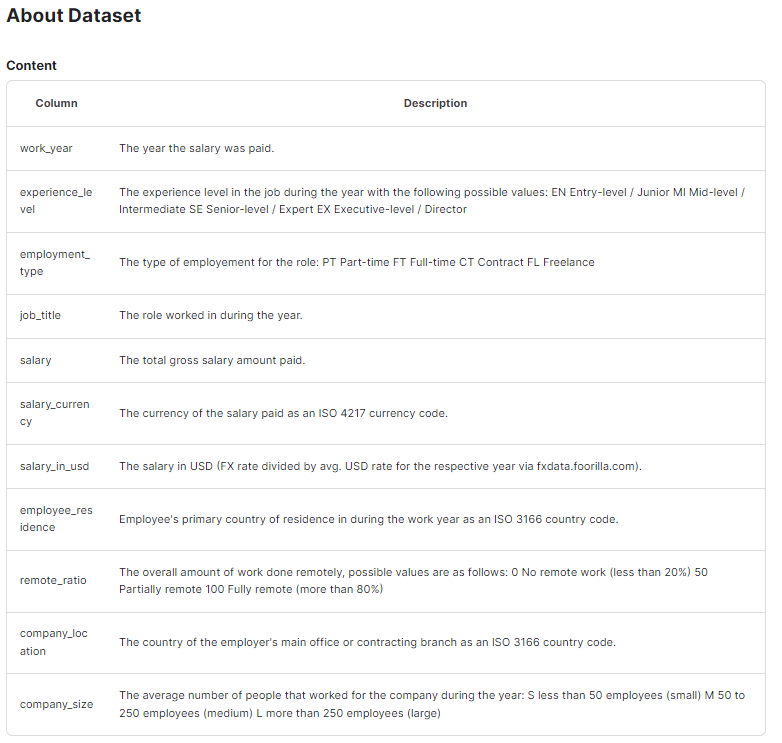 About Dataset
Content
Column Description
work_year The year the salary was paid.
experience_le
vel
The experience level in the job during the year with the following possible values: EN Entry-level / Junior MI Mid-level /
Intermediate SE Senior-level / Expert EX Executive-level / Director
employment_
type
The type of employement for the role: PT Part-time FT Full-time CT Contract FL Freelance
job_title The role worked in during the year.
salary The total gross salary amount paid.
salary_curren
cy
The currency of the salary paid as an ISO 4217 currency code.
salary_in_usd The salary in USD (FX rate divided by avg. USD rate for the respective year via fxdata.foorilla.com).
employee_res
idence
Employee's primary country of residence in during the work year as an ISO 3166 country code.
remote_ratio
The overall amount of work done remotely, possible values are as follows: 0 No remote work (less than 20%) 50
Partially remote 100 Fully remote (more than 80%)
company_loc
ation
The country of the employer's main office or contracting branch as an ISO 3166 country code.
company_size
The average number of people that worked for the company during the year: S less than 50 employees (small) M 50 to
250 employees (medium) L more than 250 employees (large)